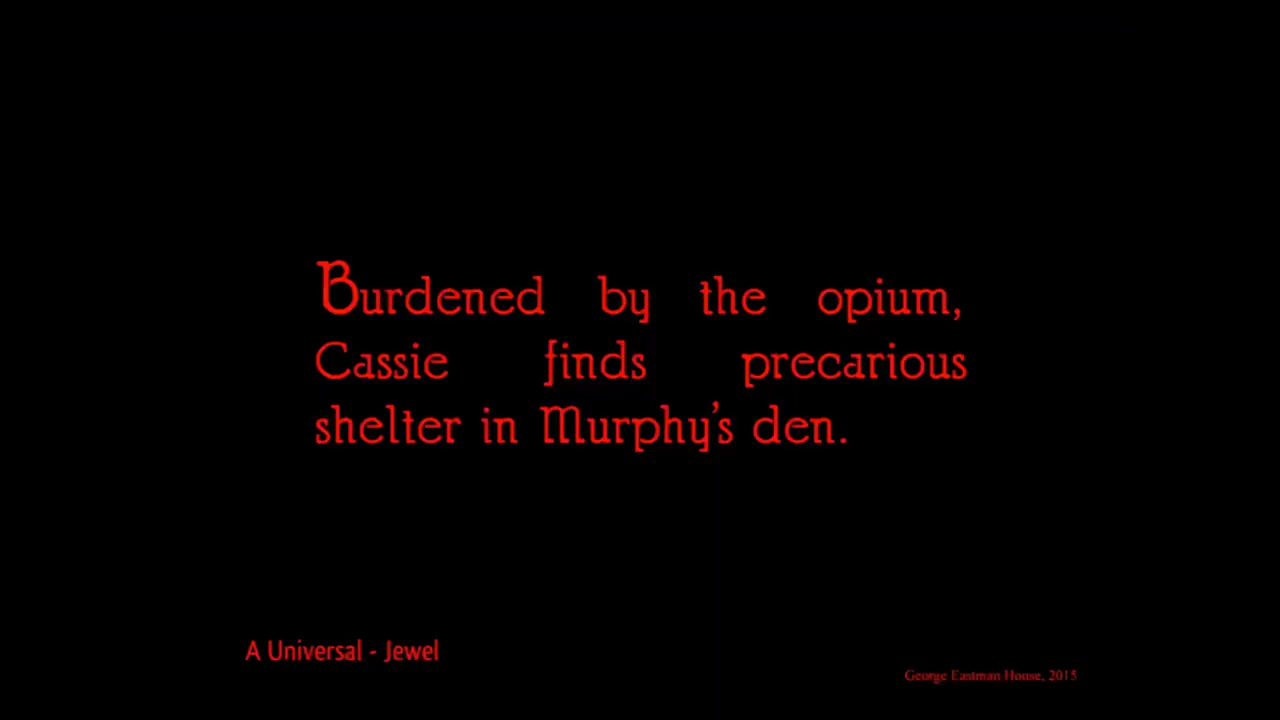 Burdened by the opium,
Cassie finds precarious
shelter in Murphy's den.
A Universal - Jewel
George Eastman House, 2015